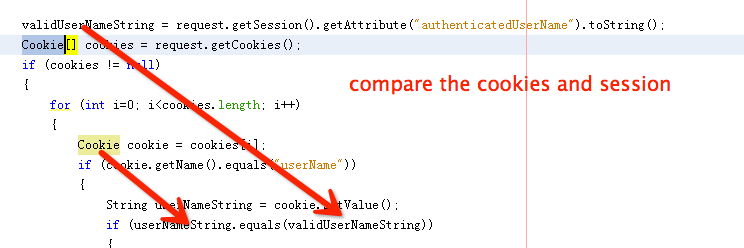 validUserNameString = request.getSession().getAttribute("authenticatedUserName").toString();
Cookie[] cookies = request.getCookies();
if (cookies != null)
{
for (int i=0; i<cookies.length; i++)
{
Cookie cookie = cookies[i];
if (cookie.getName().equals("userName"))
{
String userNameString = cookie.getValue();
if (userNameString.equals(validUserNameString))
{
compare the cookies and session